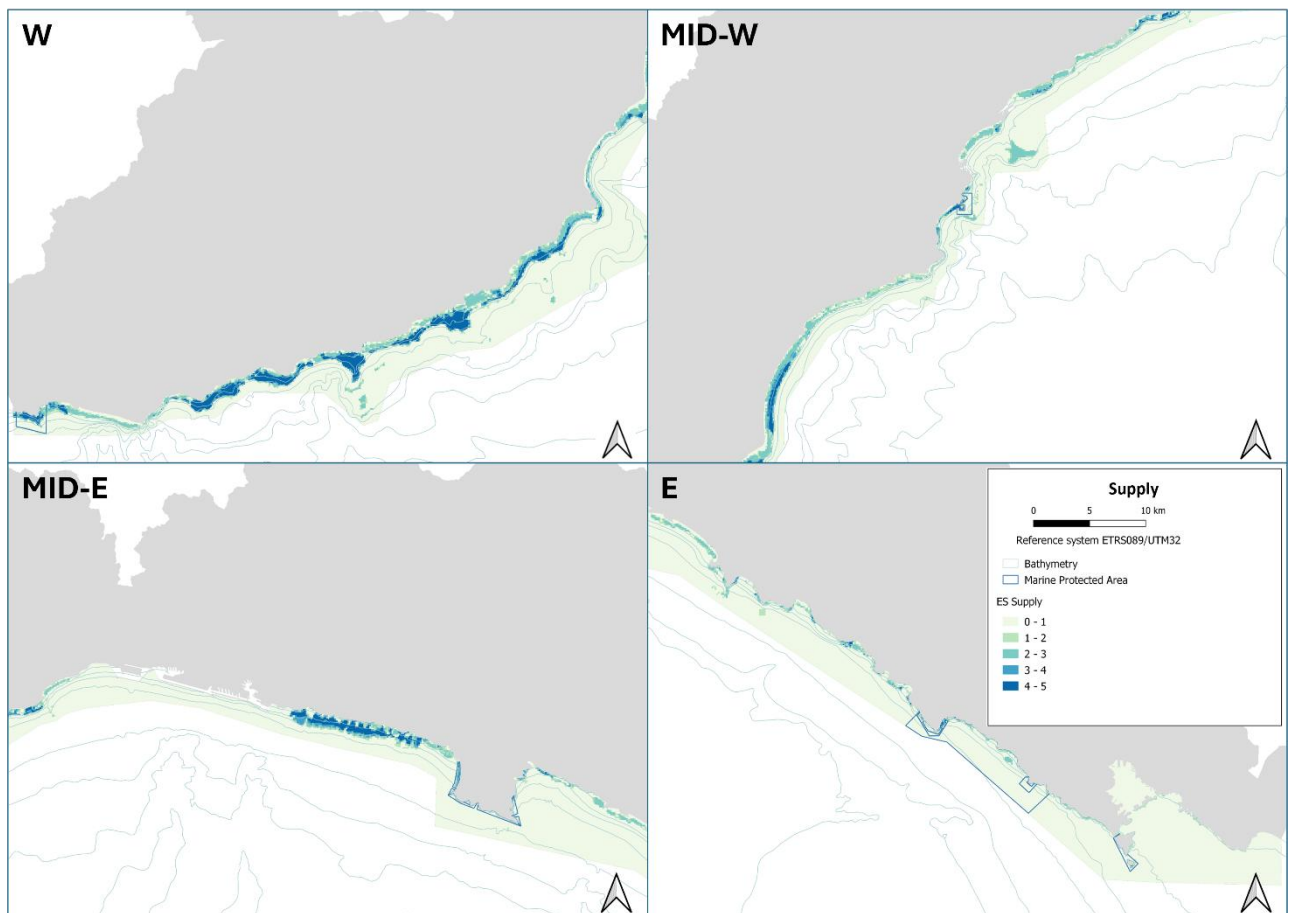 W
MID-W
MID-E
E
Supply
0 5 10 km
Reference system ETRS089/UTM32
Bathymetry
Marine Protected Area
ES Supply
0 - 1
1 - 2
2 - 3
3 - 4
4 - 5